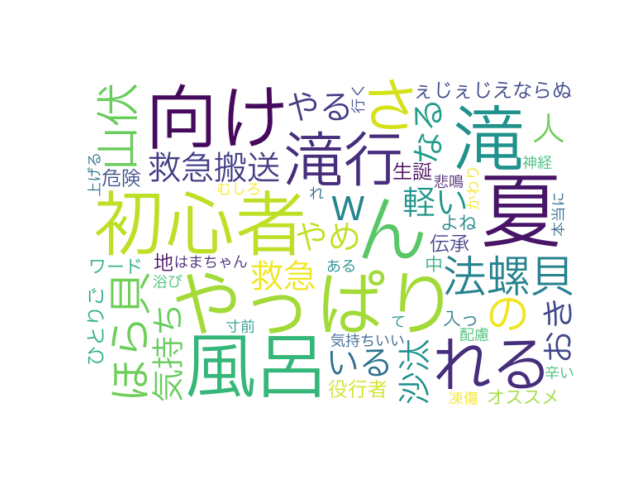 山伏
向け
やる
さ
ぇじぇじえならぬ
行く
上げる
危険
救急搬送
滝行
なる
滝
人
神経
生誕
悲鳴
むしろ
れ
初心者
やめ
w
ん
軽い
よね
かわり
夏
本当に
伝承
地
はまちゃん
ワード
浴び
救急
ある
中
法螺貝
ひとりご
ほら貝
気持ち
やっぱり
寸前
て
入っ
の
おき
風呂
気持ちいい
いる
沙汰
配慮
れる
辛い
役行者
凍傷
オススメ